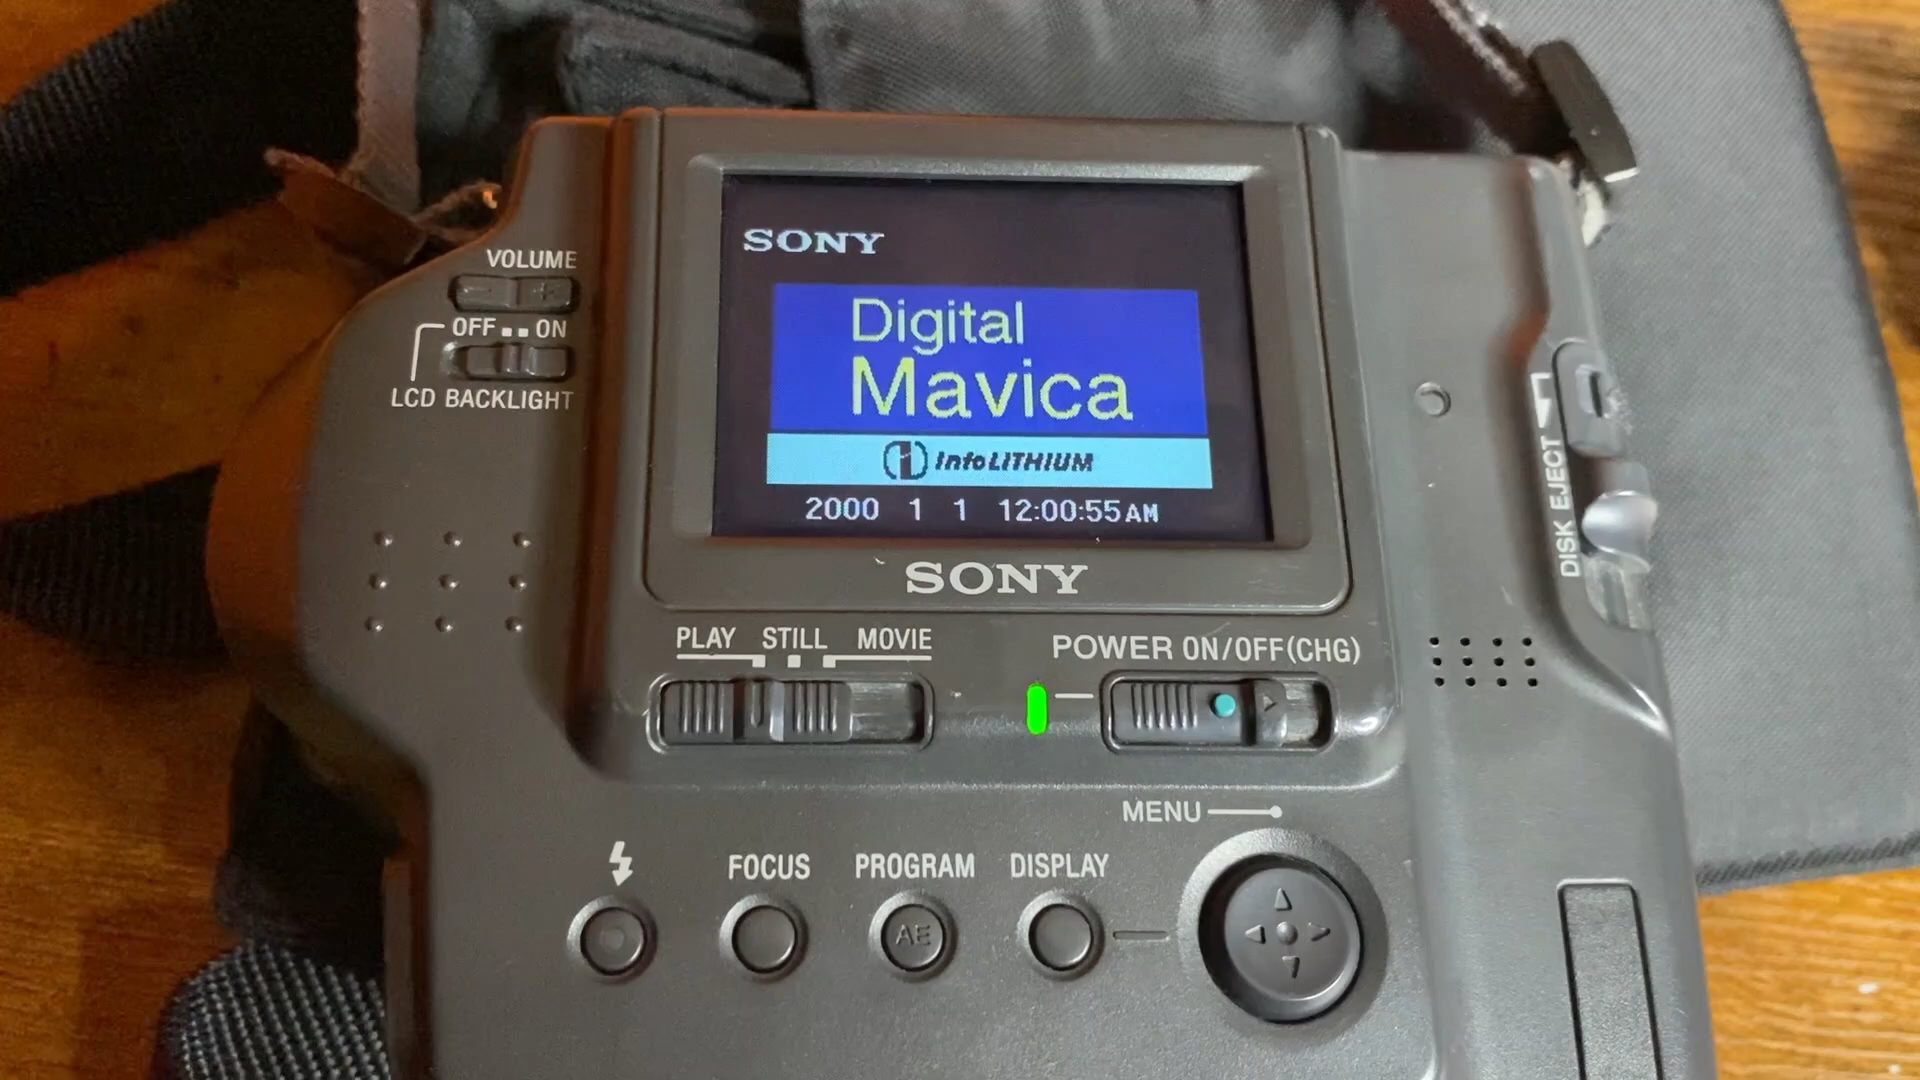 SONY
Digital
Mavica
InfoLITHIUM
2000 1 1 12:00:55AM
SONY
VOLUME
- +
OFF ON
LCD BACKLIGHT
DISK EJECT
PLAY STILL MOVIE
POWER ON/OFF(CHG)
MENU
FOCUS PROGRAM DISPLAY
AE